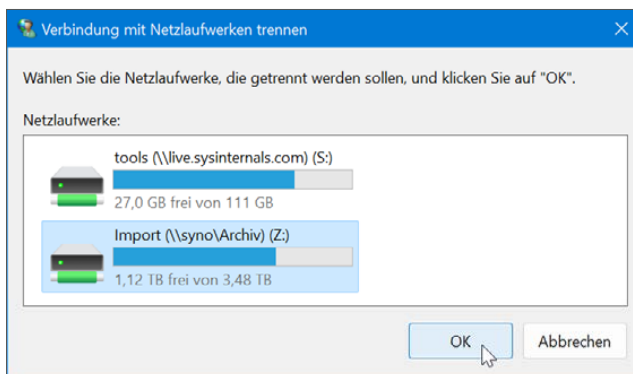 Verbindung mit Netzlaufwerken trennen
Wählen Sie die Netzlaufwerke, die getrennt werden sollen, und klicken Sie auf "OK".
Netzlaufwerke:
tools (\\live.sysinternals.com) (S:)
27,0 GB frei von 111 GB
Import (\\syno\Archiv) (Z:)
1,12 TB frei von 3,48 TB
OK
Abbrechen